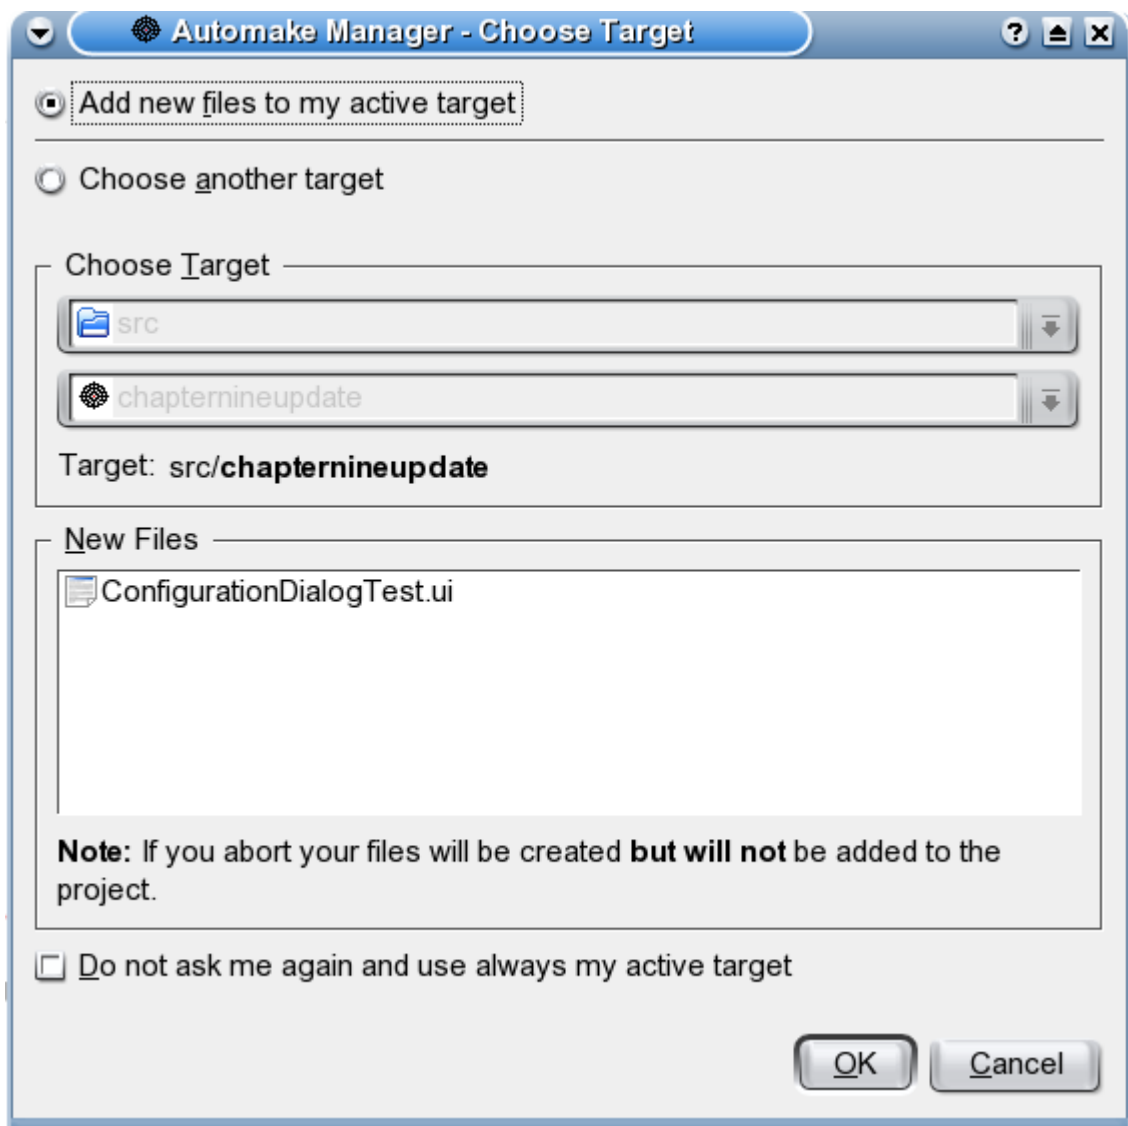 Automake Manager - Choose Target
Add new files to my active target
Choose another target
Choose Target
src
chapternineupdate
Target: src/chapternineupdate
New Files
ConfigurationDialogTest.ui
Note: If you abort your files will be created but will not be added to the
project.
Do not ask me again and use always my active target
OK Cancel